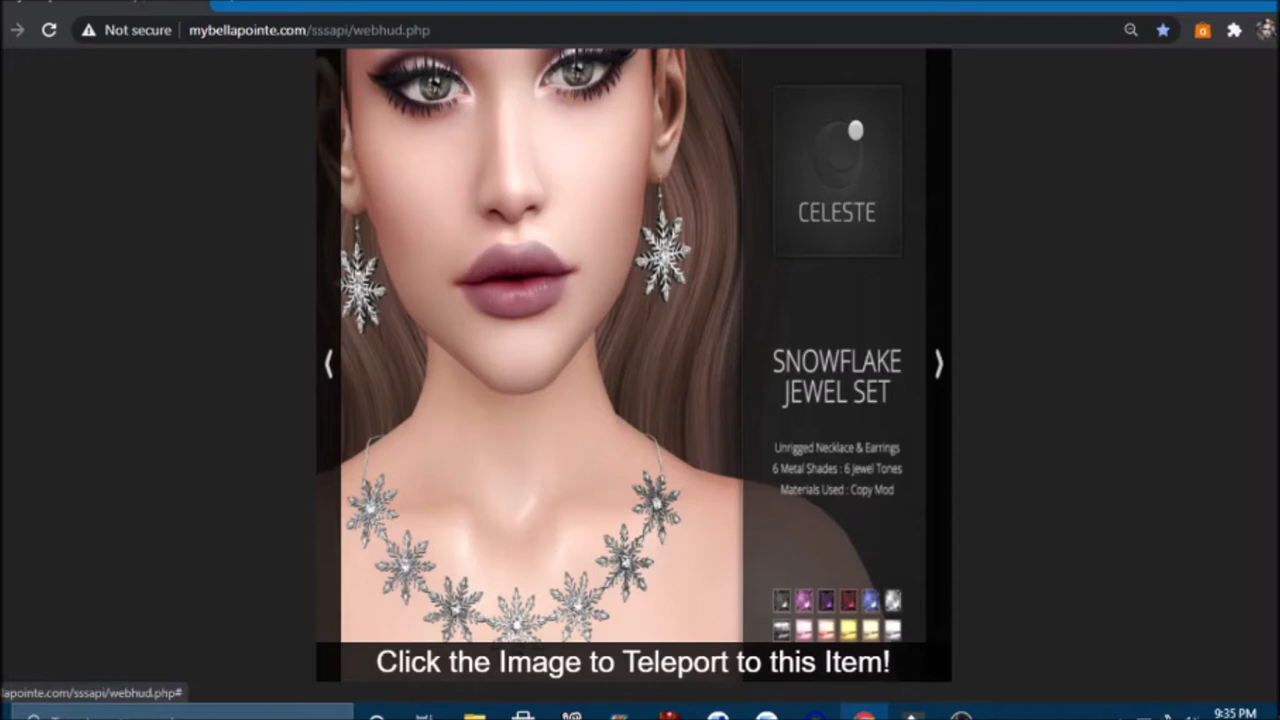 Not secure
mybellapointe.com/sssapi/webhud.php
CELESTE
SNOWFLAKE
JEWEL SET
Unrigged Necklace & Earrings
6 Metal Shades : 6 Jewel Tones
Materials Used : Copy Mod
Click the Image to Teleport to this Item!
lapointe.com/sssapi/webhud.php#
9:35 PM